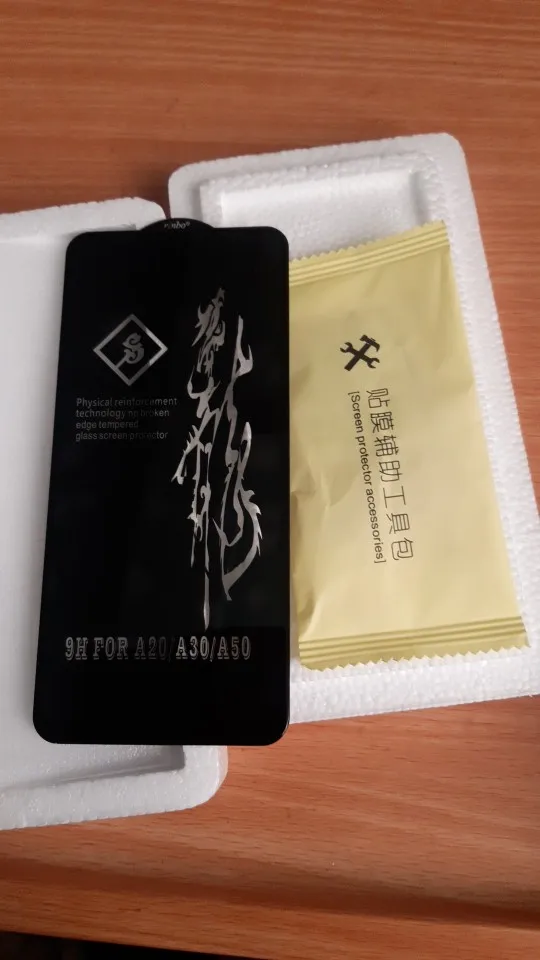 Physical reinforcement
technology no broken
edge tempered
glass screen protector
9H FOR A20/A30/A50
贴膜辅助工具包
[Screen protector accessories]